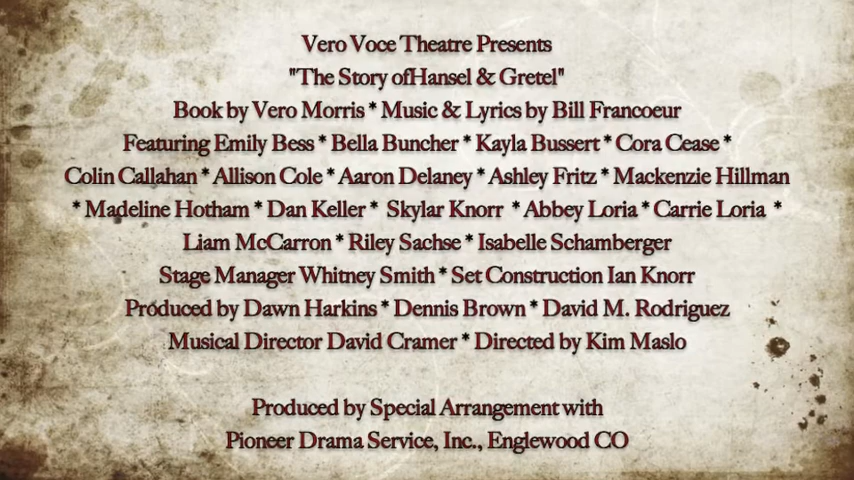 Vero Voce Theatre Presents
"The Story ofHansel & Gretel"
Book by Vero Morris * Music & Lyrics by Bill Francoeur
Featuring Emily Bess * Bella Buncher * Kayla Bussert * Cora Cease *
Colin Callahan * Allison Cole * Aaron Delaney * Ashley Fritz * Mackenzie Hillman
* Madeline Hotham * Dan Keller * Skylar Knorr * Abbey Loria * Carrie Loria *
Liam McCarron * Riley Sachse * Isabelle Schamberger
Stage Manager Whitney Smith * Set Construction Ian Knorr
Produced by Dawn Harkins * Dennis Brown * David M. Rodriguez
Musical Director David Cramer * Directed by Kim Maslo
Produced by Special Arrangement with
Pioneer Drama Service, Inc., Englewood CO